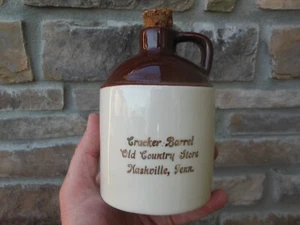 Cracker Barrel
Old Country Store
Nashville, Tenn.